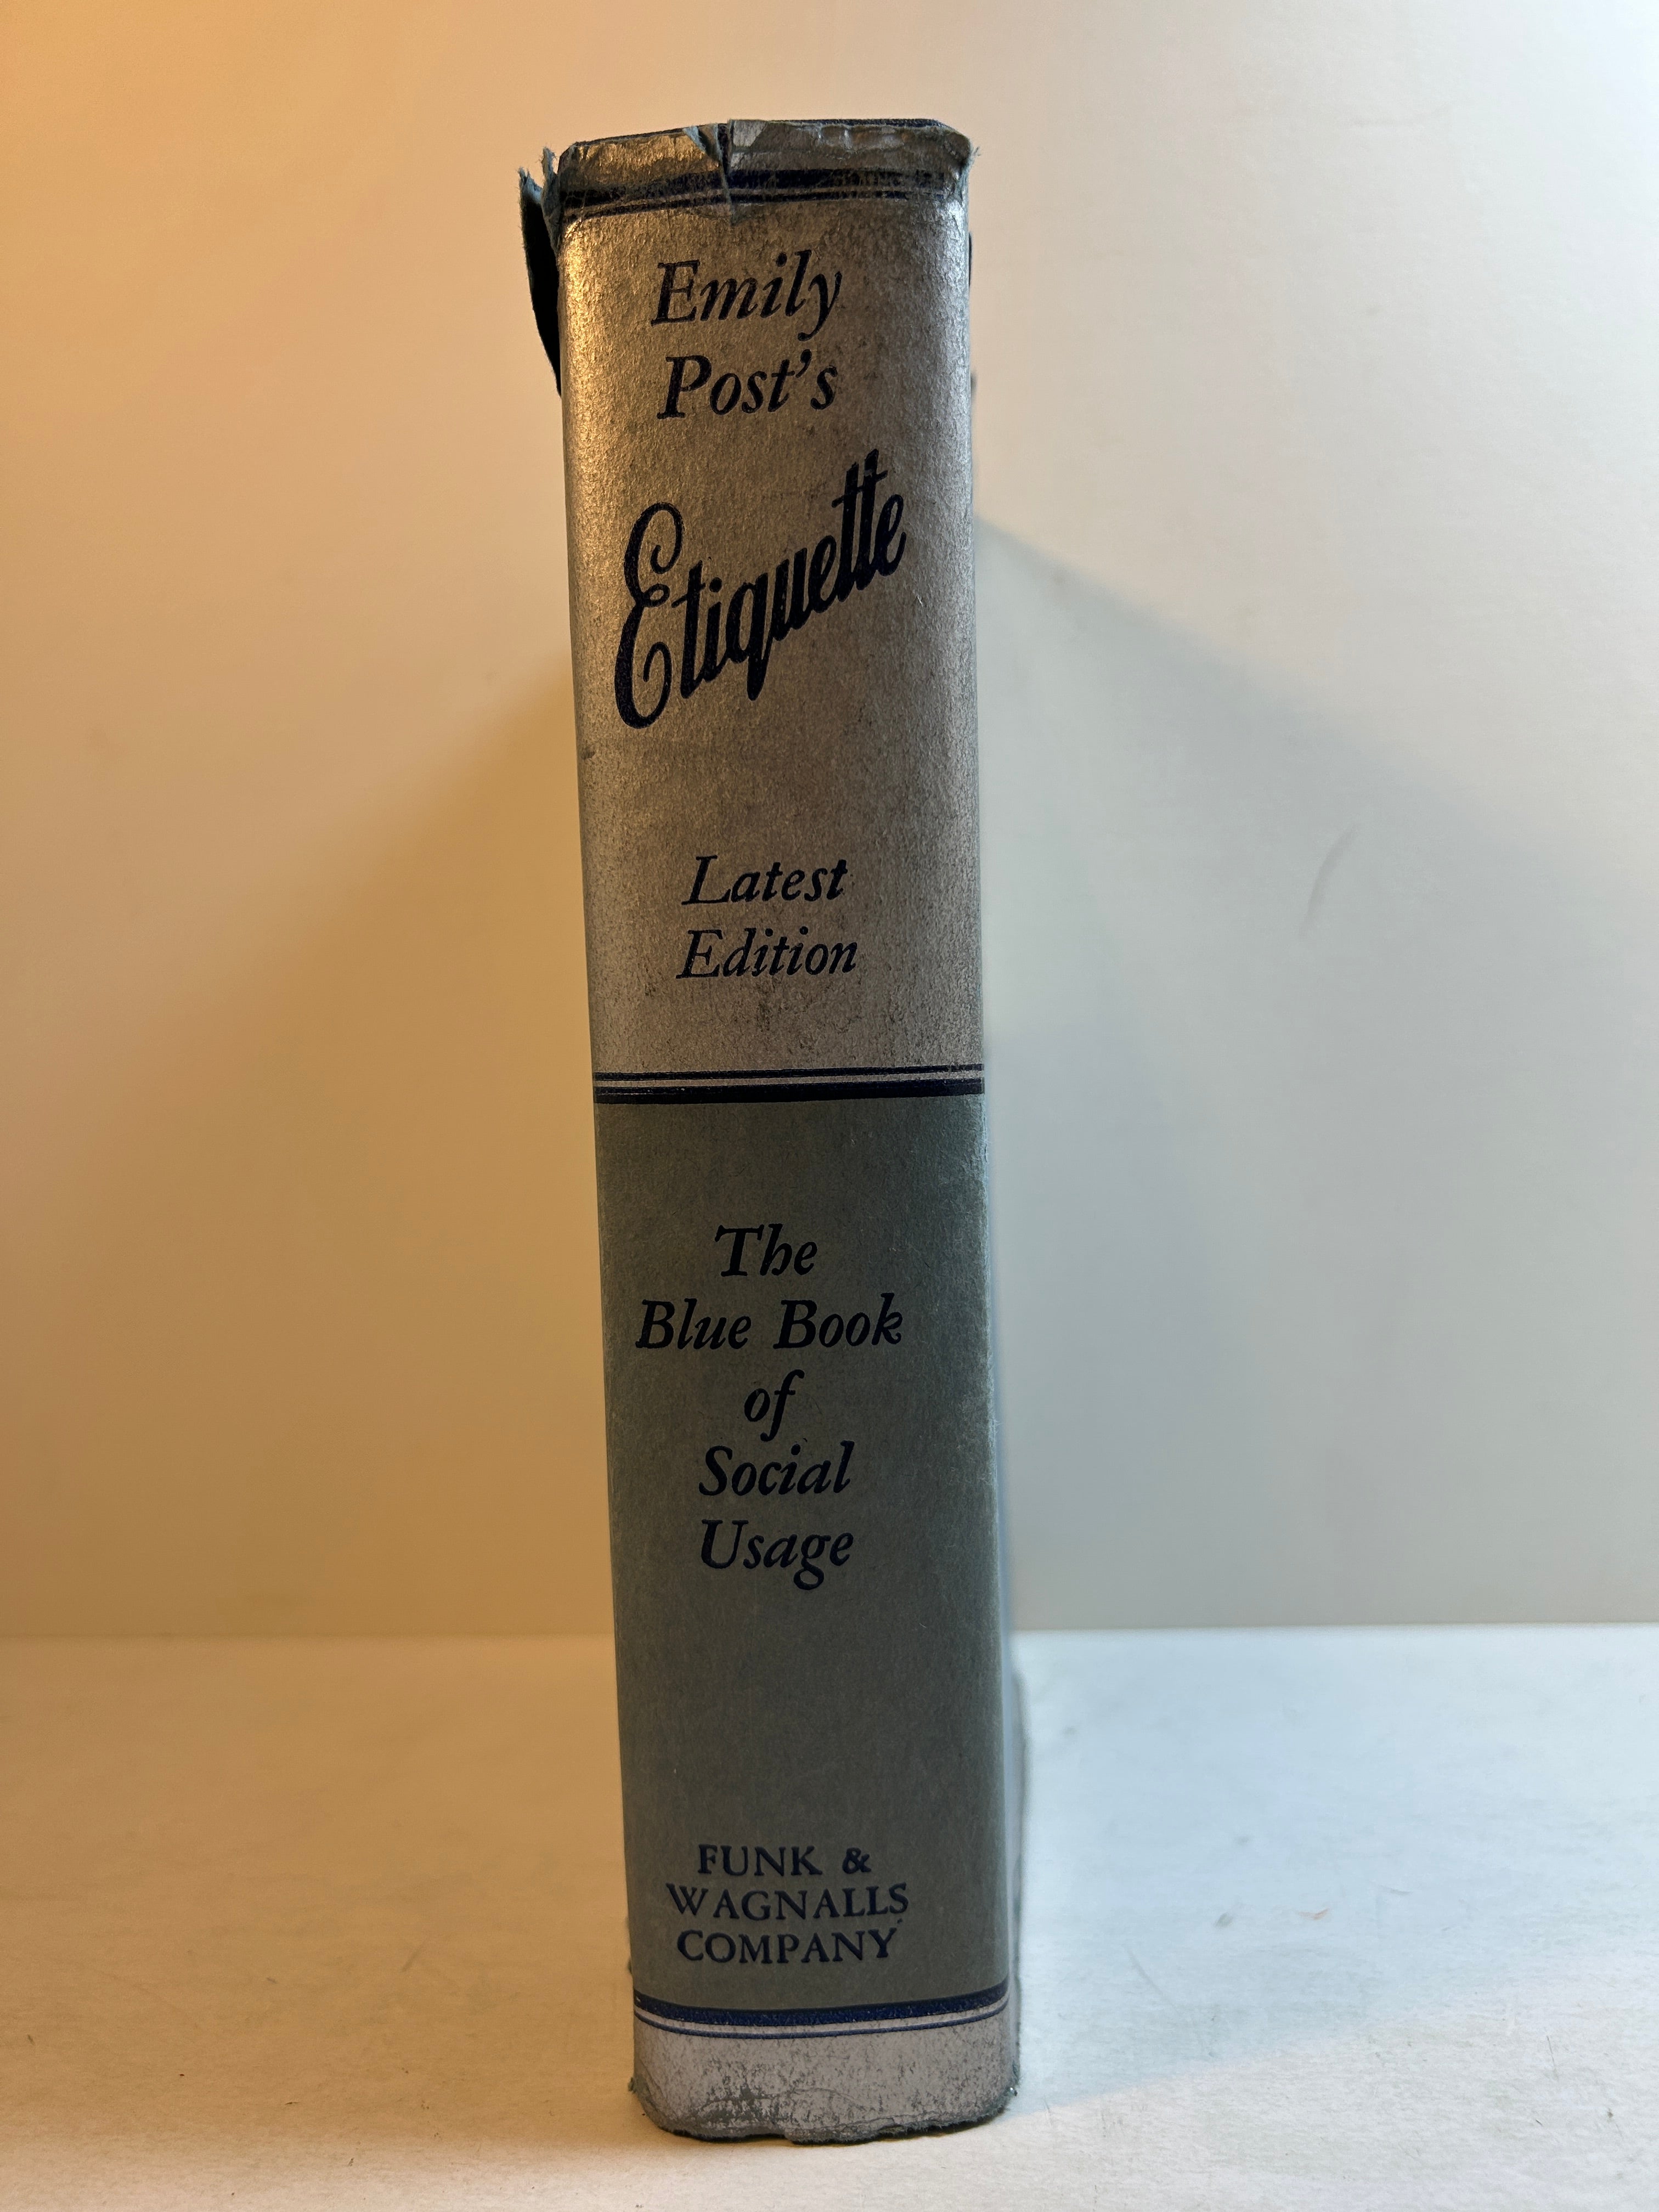 Emily
Post's
Etiquette
Latest
Edition
The
Blue Book
of
Social
Usage
FUNK &
WAGNALLS
COMPANY